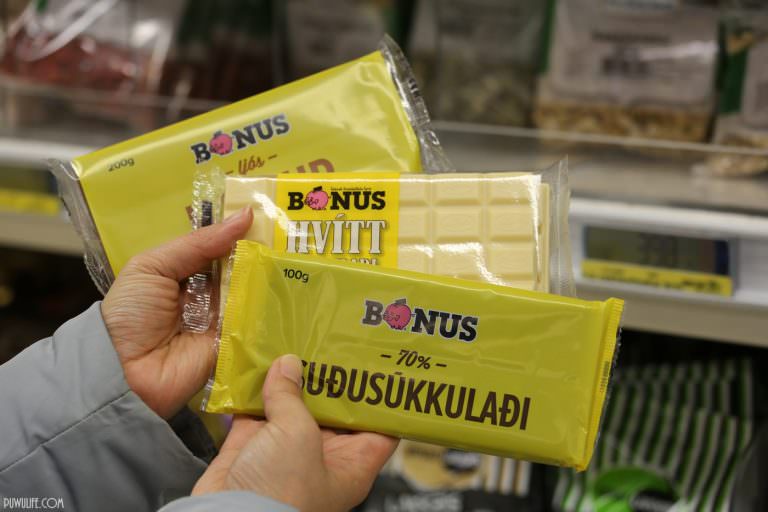 200g
BONUS
ljós
BONUS
HVÍTT
100g
BONUS
– 70% –
SUÐUSÚKKULAÐI
PUWULIFE.COM